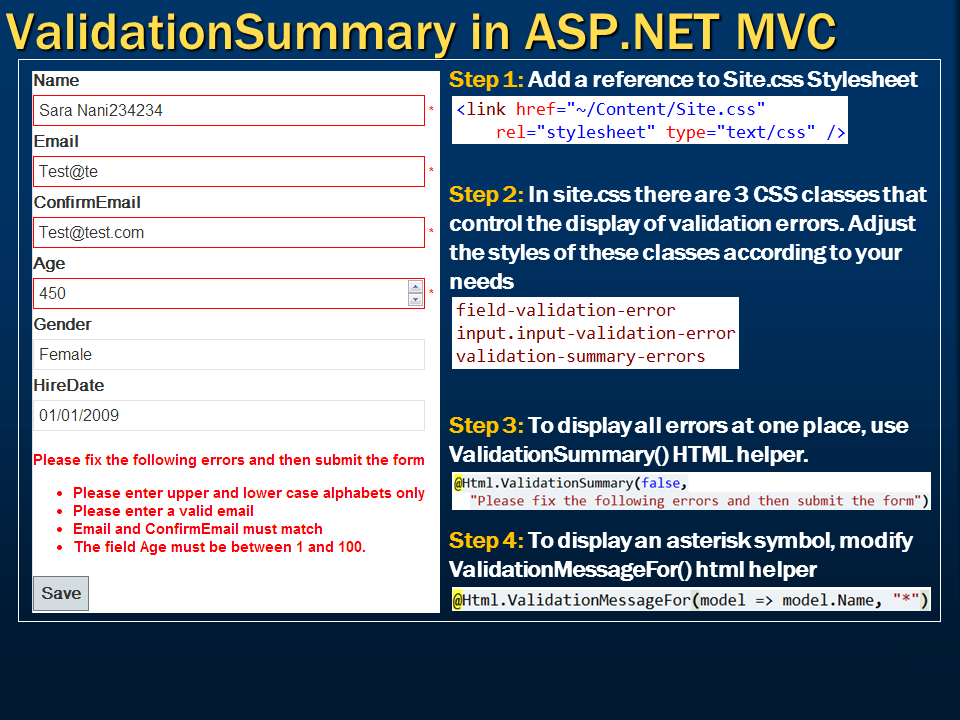 ValidationSummary in ASP.NET MVC
Name
Sara Nani234234
*
Email
Test@te
*
ConfirmEmail
Test@test.com
*
Age
450
*
Gender
Female
HireDate
01/01/2009
Please fix the following errors and then submit the form
• Please enter upper and lower case alphabets only
• Please enter a valid email
• Email and ConfirmEmail must match
• The field Age must be between 1 and 100.
Save
Step 1: Add a reference to Site.css Stylesheet
<link href="~/Content/Site.css"
rel="stylesheet" type="text/css" />
Step 2: In site.css there are 3 CSS classes that
control the display of validation errors. Adjust
the styles of these classes according to your
needs
field-validation-error
input.input-validation-error
validation-summary-errors
Step 3: To display all errors at one place, use
ValidationSummary() HTML helper.
@Html.ValidationSummary(false,
"Please fix the following errors and then submit the form")
Step 4: To display an asterisk symbol, modify
ValidationMessageFor() html helper
@Html.ValidationMessageFor(model => model.Name, "*")